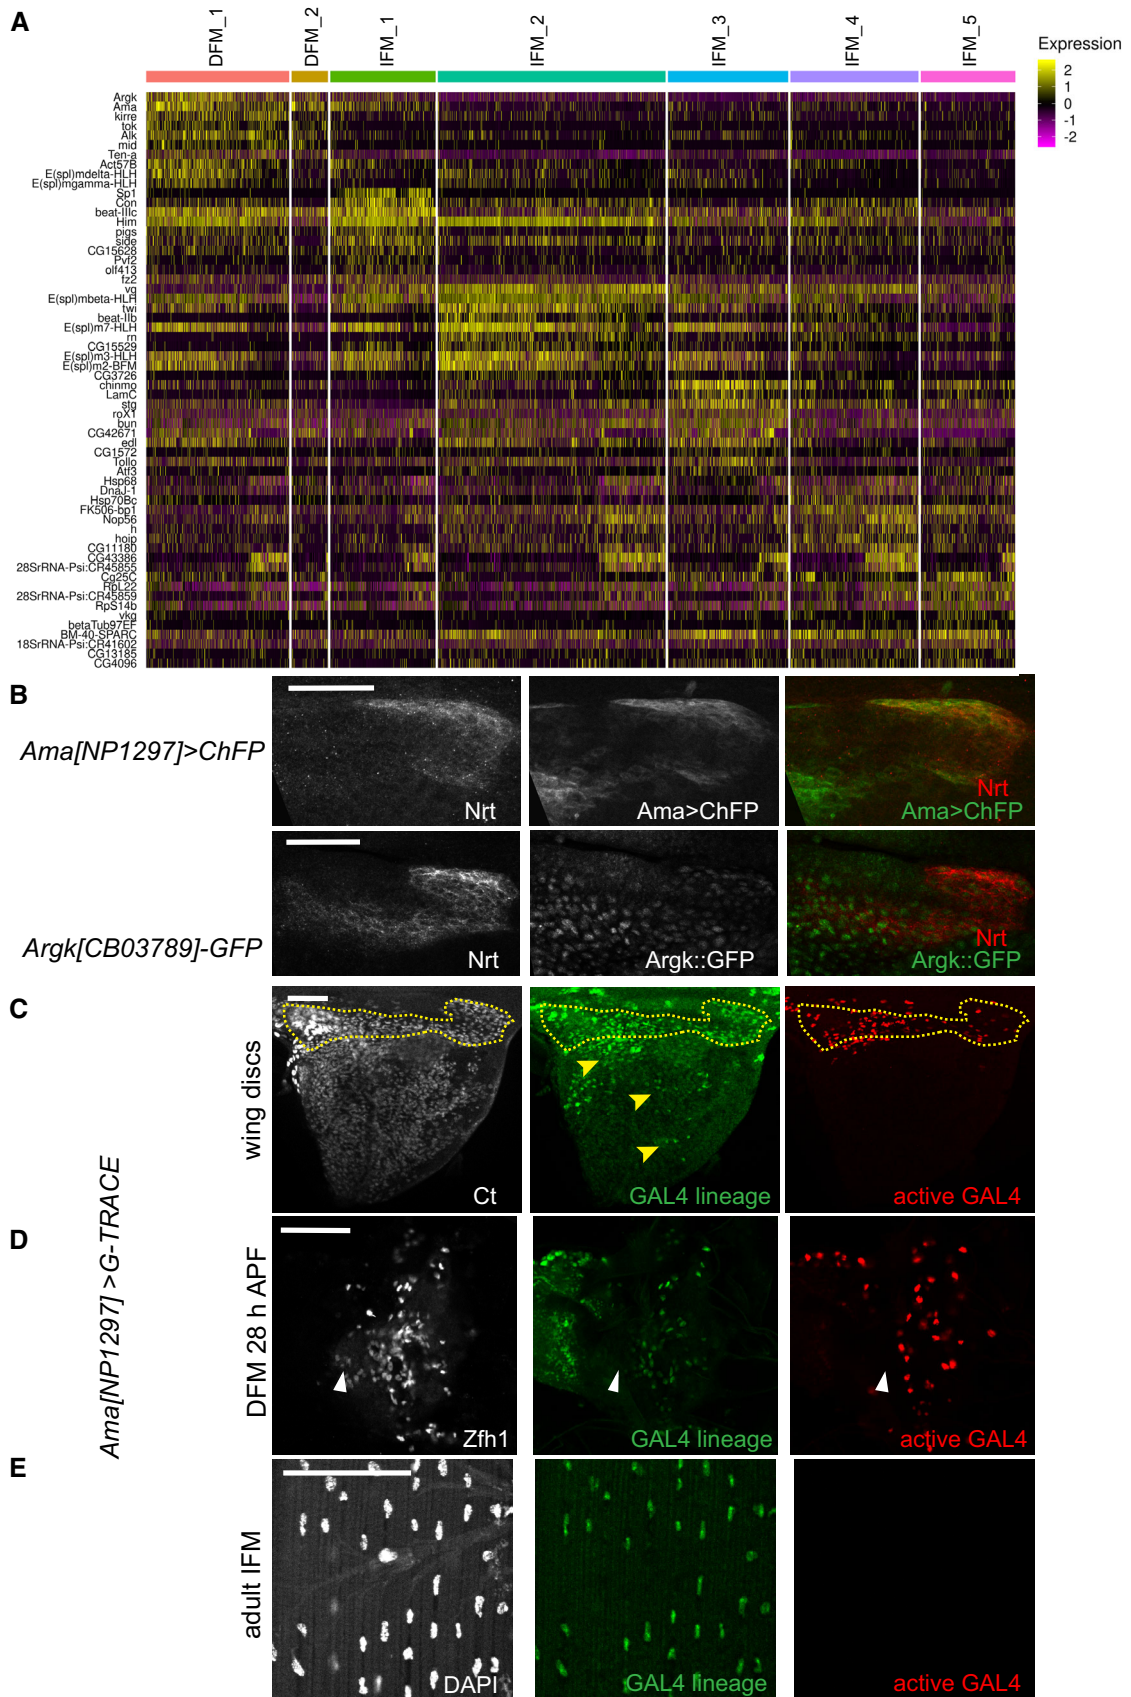 A
DFM_1
DFM_2
IFM_1
IFM_2
IFM_3
IFM_4
IFM_5
Expression
2
1
0
-1
-2
Argk
Ama
kirre
tok
Alk
mid
Ten-a
Act57B
E(spl)mdelta-HLH
E(spl)mgamma-HLH
Sp1
Con
beat-IIIc
Him
pigs
side
CG15628
Pvf2
olf413
fz2
vg
E(spl)mbeta-HLH
twi
beat-IIb
E(spl)m7-HLH
rn
CG15529
E(spl)m3-HLH
E(spl)m2-BFM
CG3726
chinmo
LamC
stg
roX1
bun
CG42671
edl
CG1572
Tollo
Atf3
Hsp68
DnaJ-1
Hsp70Bc
FK506-bp1
Nop56
h
hoip
CG11180
CG43386
28SrRNA-Psi:CR45855
Cg25C
RpL22
28SrRNA-Psi:CR45859
RpS14b
vkg
betaTub97EF
BM-40-SPARC
18SrRNA-Psi:CR41602
CG13185
CG4096
B
Ama[NP1297]>ChFP
Nrt
Ama>ChFP
Nrt
Ama>ChFP
Argk[CB03789]-GFP
Nrt
Argk::GFP
Nrt
Argk::GFP
Ama[NP1297] >G-TRACE
C
wing discs
Ct
GAL4 lineage
active GAL4
D
DFM 28 h APF
Zfh1
GAL4 lineage
active GAL4
E
adult IFM
DAPI
GAL4 lineage
active GAL4